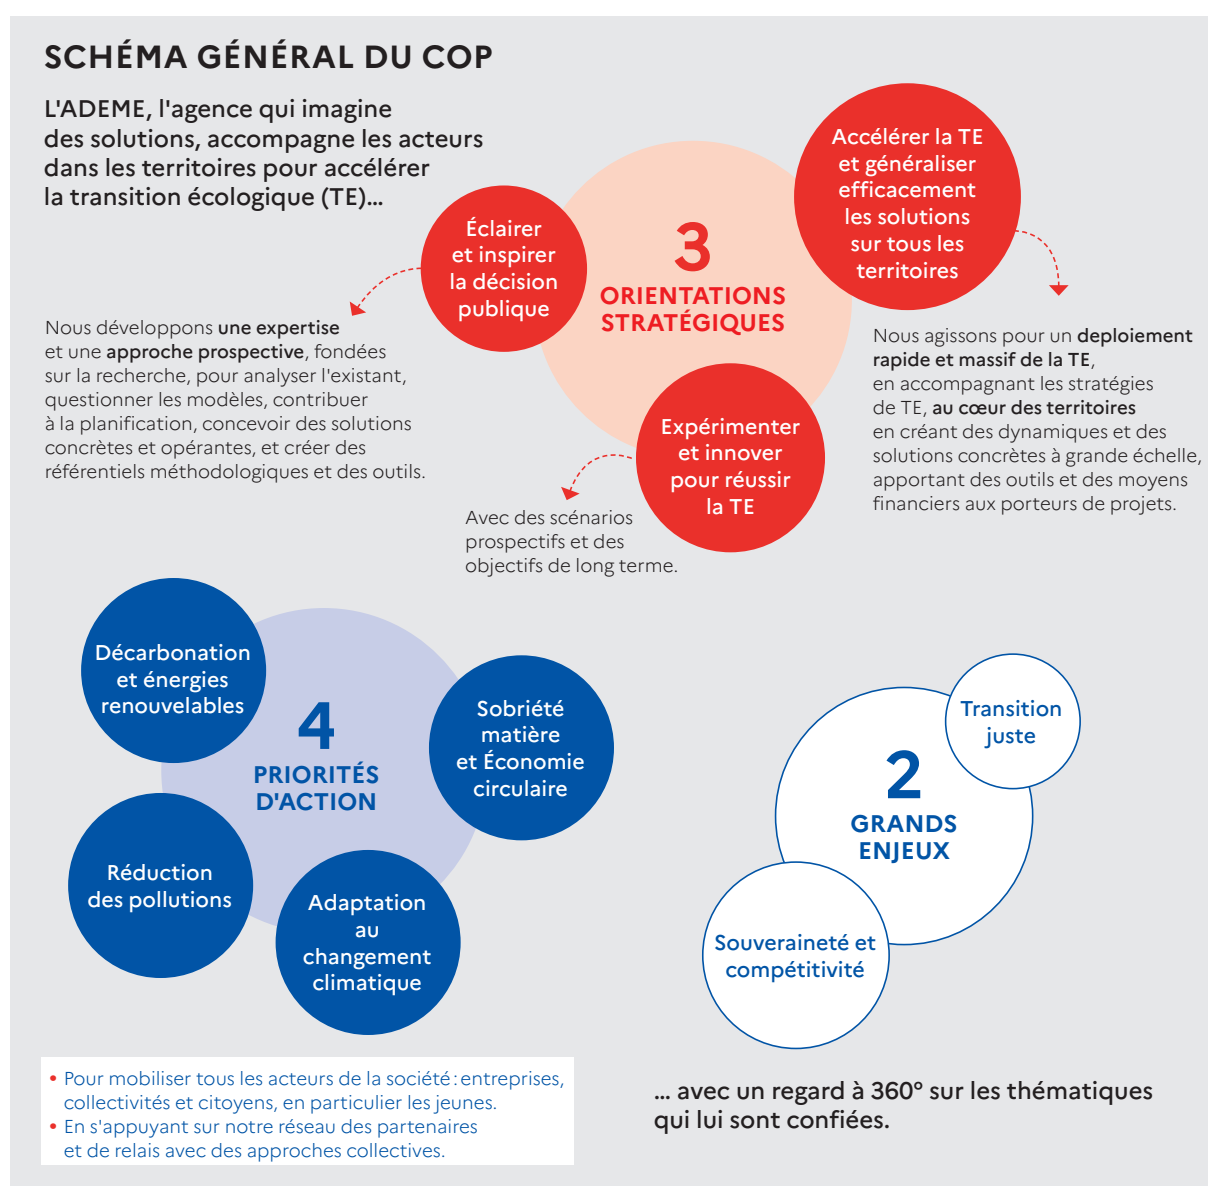 SCHÉMA GÉNÉRAL DU COP
L'ADEME, l'agence qui imagine
des solutions, accompagne les acteurs
dans les territoires pour accélérer
la transition écologique (TE)...
3
ORIENTATIONS
STRATÉGIQUES
Éclairer
et inspirer
la décision
publique
Nous développons une expertise
et une approche prospective, fondées
sur la recherche, pour analyser l'existant,
questionner les modèles, contribuer
à la planification, concevoir des solutions
concrètes et opérantes, et créer des
référentiels méthodologiques et des outils.
Expérimenter
et innover
pour réussir
la TE
Avec des scénarios
prospectifs et des
objectifs de long terme.
Accélérer la TE
et généraliser
efficacement
les solutions
sur tous les
territoires
Nous agissons pour un deploiement
rapide et massif de la TE,
en accompagnant les stratégies
de TE, au cœur des territoires
en créant des dynamiques et des
solutions concrètes à grande échelle,
apportant des outils et des moyens
financiers aux porteurs de projets.
4
PRIORITÉS
D'ACTION
Décarbonation
et énergies
renouvelables
Sobriété
matière
et Économie
circulaire
Réduction
des pollutions
Adaptation
au
changement
climatique
2
GRANDS
ENJEUX
Transition
juste
Souveraineté et
compétitivité
• Pour mobiliser tous les acteurs de la société : entreprises,
collectivités et citoyens, en particulier les jeunes.
• En s'appuyant sur notre réseau des partenaires
et de relais avec des approches collectives.
... avec un regard à 360° sur les thématiques
qui lui sont confiées.